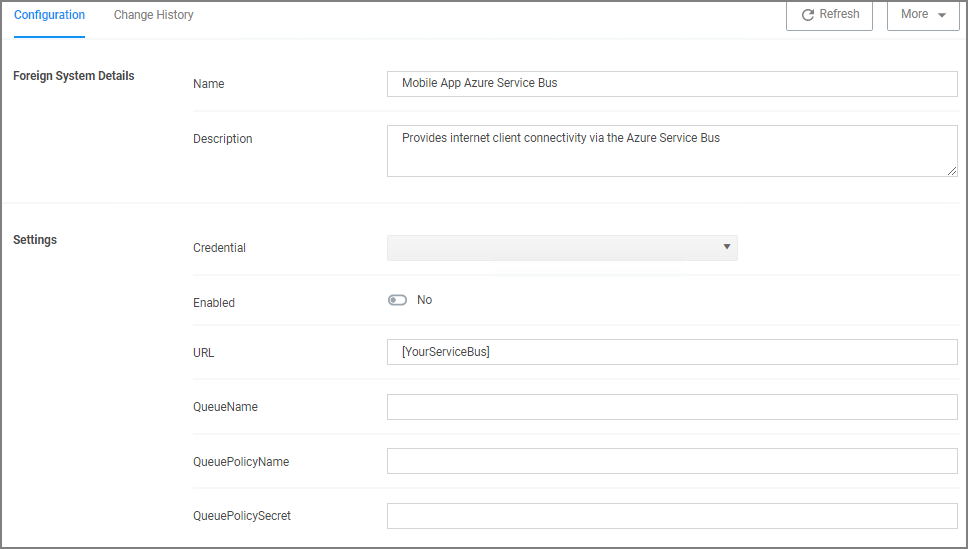 Configuration
Change History
Refresh
More
Foreign System Details
Name
Mobile App Azure Service Bus
Description
Provides internet client connectivity via the Azure Service Bus
Settings
Credential
Enabled
No
URL
[YourServiceBus]
QueueName
QueuePolicyName
QueuePolicySecret